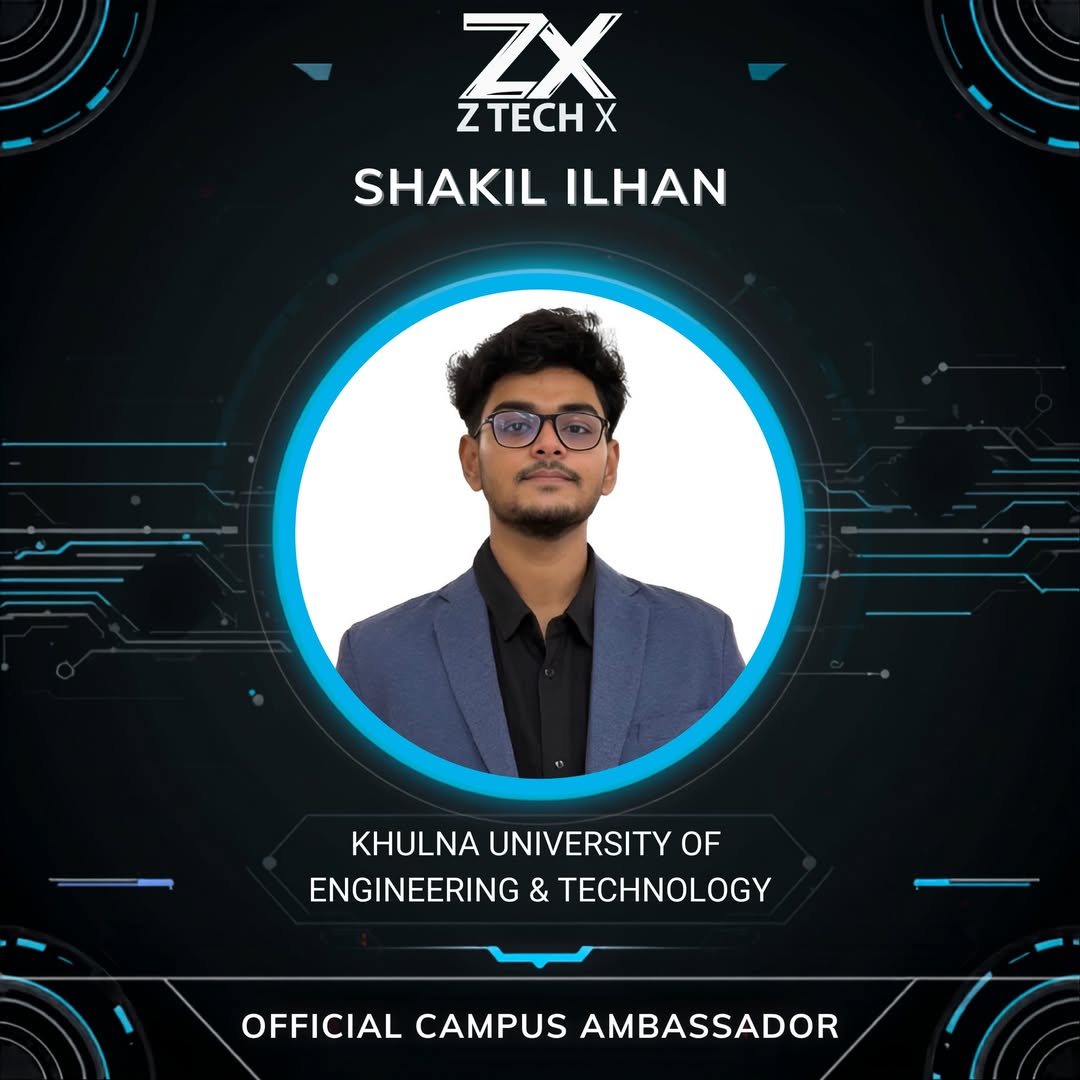 ZX
Z TECH X
SHAKIL ILHAN
KHULNA UNIVERSITY OF
ENGINEERING & TECHNOLOGY
OFFICIAL CAMPUS AMBASSADOR